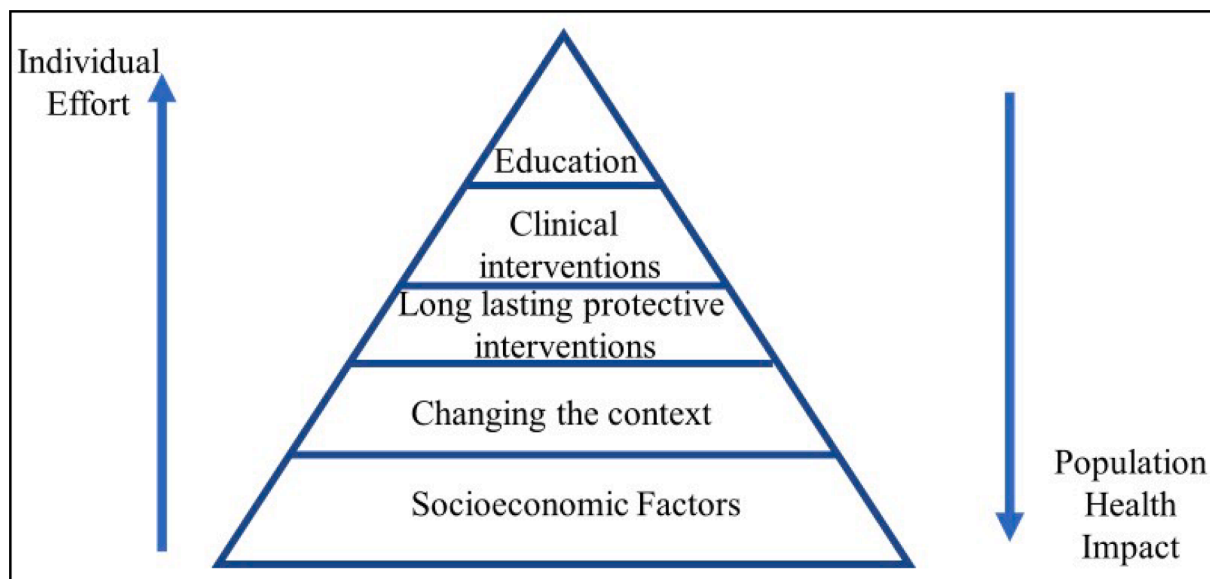 Individual
Effort
Education
Clinical
interventions
Long lasting protective
interventions
Changing the context
Socioeconomic Factors
Population
Health
Impact